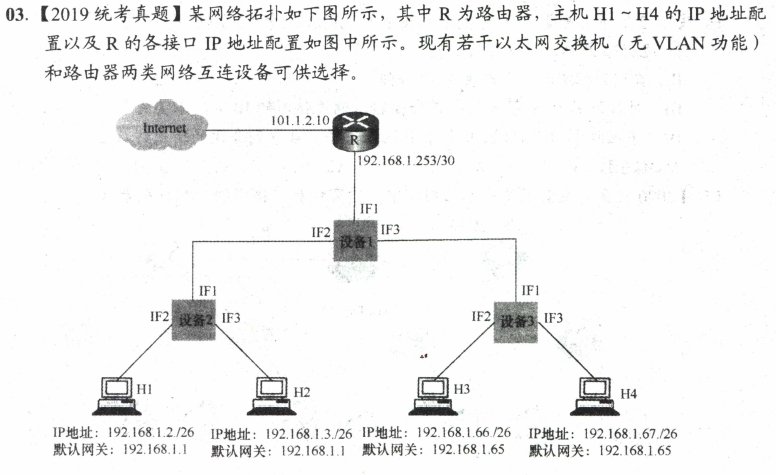 03.【2019 统考真题】某网络拓扑如下图所示，其中 R 为路由器，主机 H1～H4 的 IP 地址配
置以及 R 的各接口 IP 地址配置如图中所示。现有若干以太网交换机（无 VLAN 功能）
和路由器两类网络互连设备可供选择。
Internet
101.1.2.10
R
192.168.1.253/30
IF1
IF2 设备1 IF3
IF1 IF1
IF2 设备2 IF3 IF2 设备3 IF3
H1 H2 H3 H4
IP地址：192.168.1.2./26 IP地址：192.168.1.3./26 IP地址：192.168.1.66./26 IP地址：192.168.1.67./26
默认网关：192.168.1.1 默认网关：192.168.1.1 默认网关：192.168.1.65 默认网关：192.168.1.65